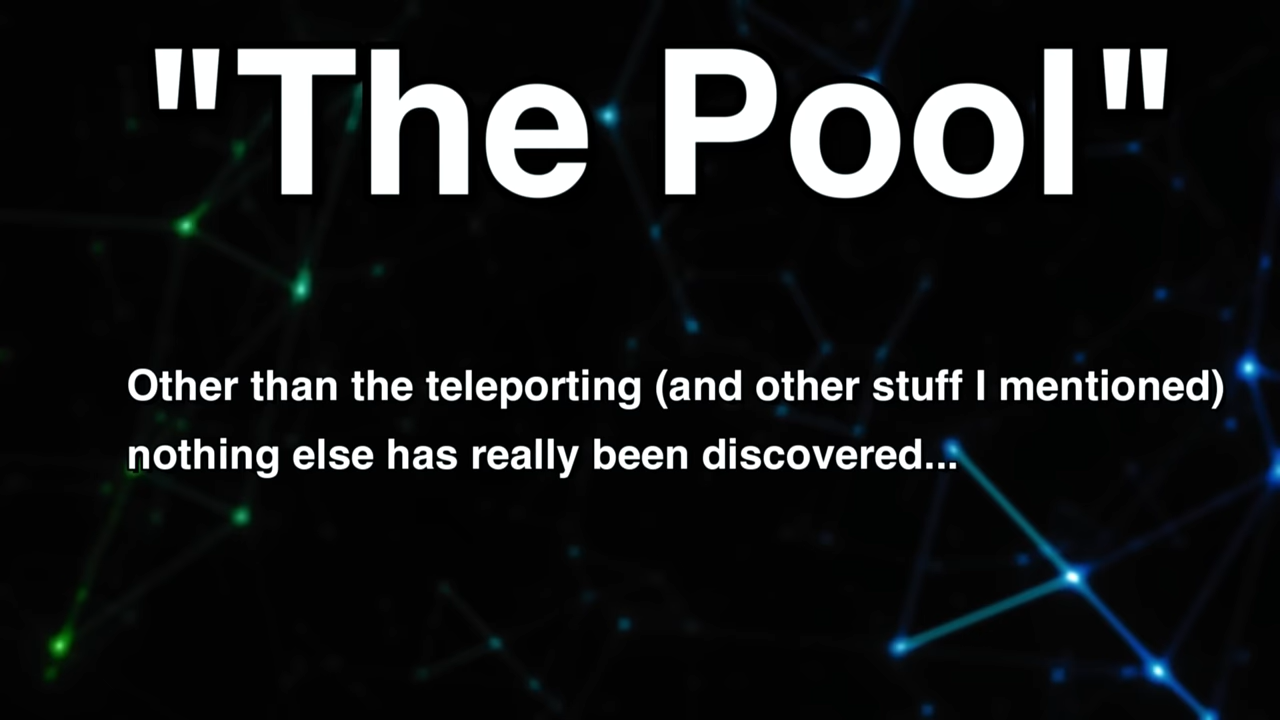 "The Pool"
Other than the teleporting (and other stuff I mentioned)
nothing else has really been discovered...